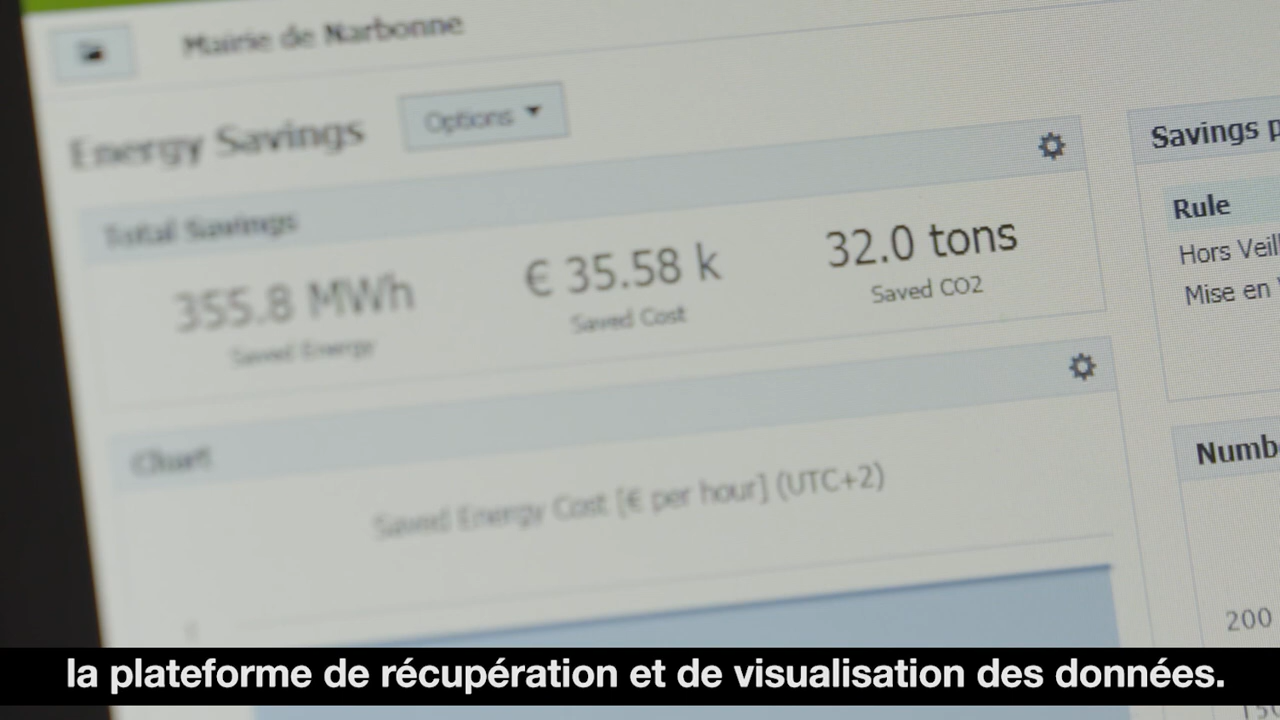 Mairie de Narbonne
Energy Savings
Options
Total Savings
355.8 MWh
Saved Energy
€ 35.58 k
Saved Cost
32.0 tons
Saved CO2
Chart
Saved Energy Cost [€ per hour] (UTC+2)
Savings
Rule
Hors
Mise en
200
la plateforme de récupération et de visualisation des données.